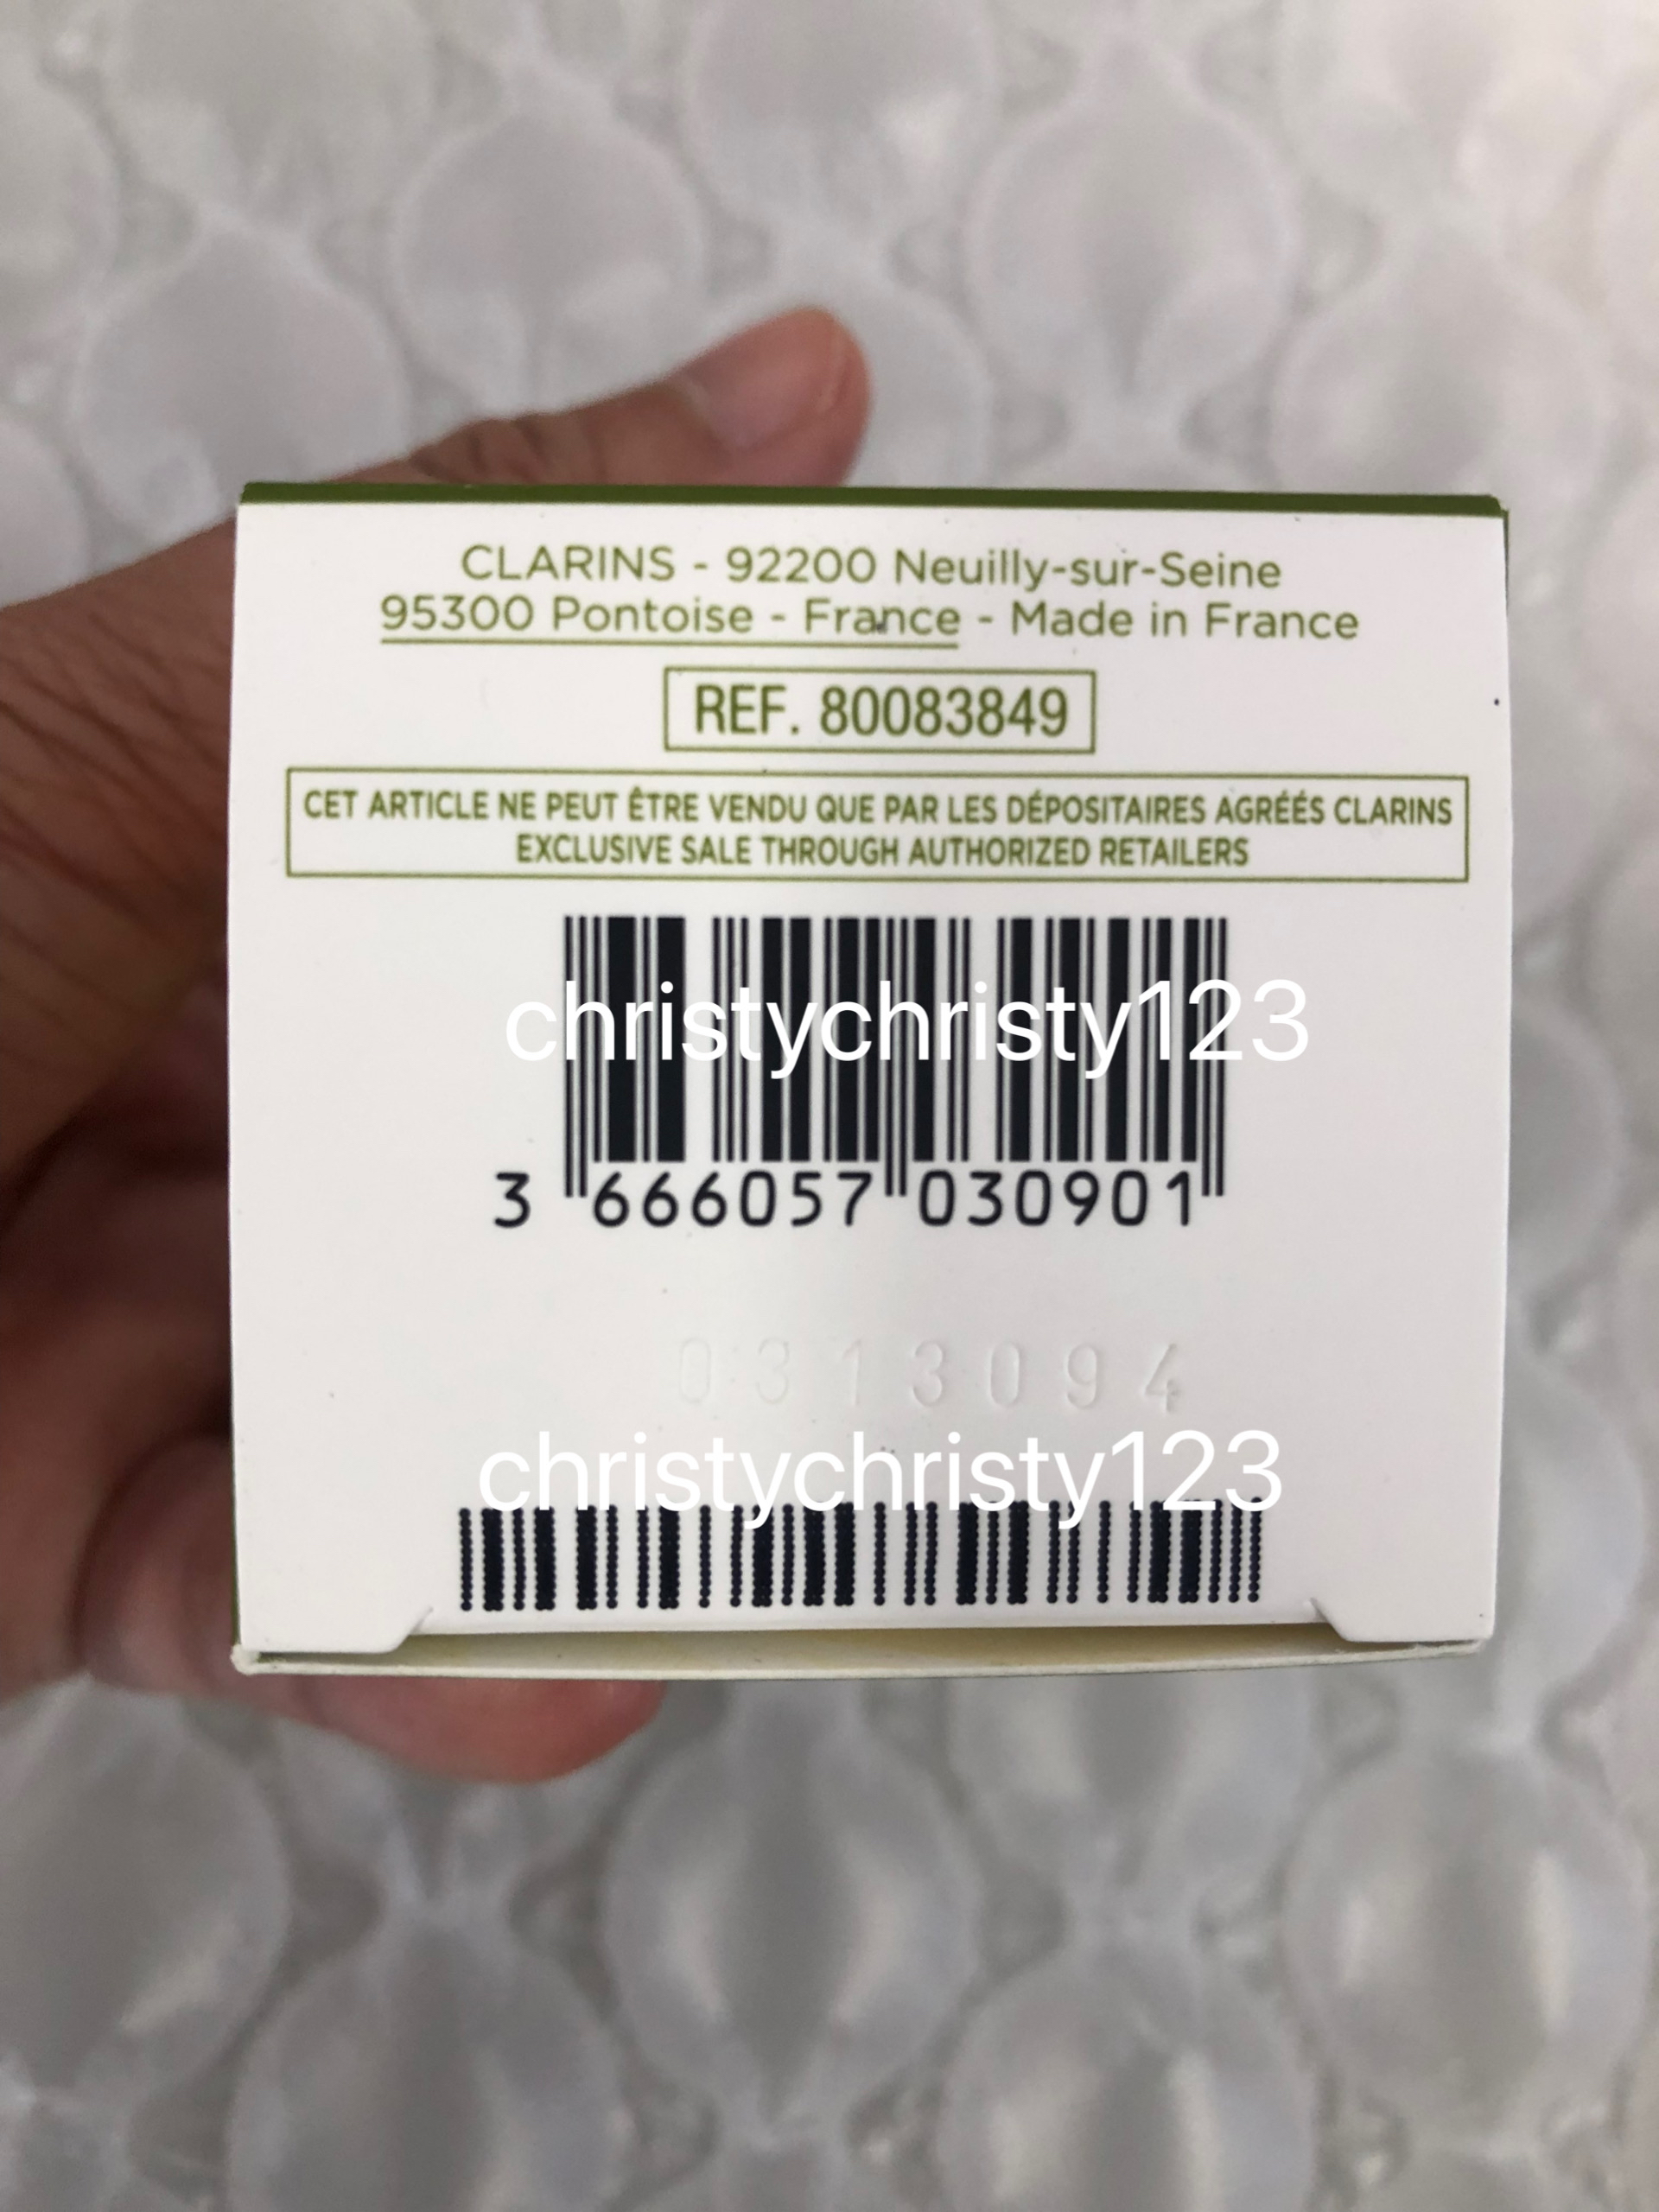 CLARINS - 92200 Neuilly-sur-Seine
95300 Pontoise - France - Made in France
REF. 80083849
CET ARTICLE NE PEUT ÊTRE VENDU QUE PAR LES DÉPOSITAIRES AGRÉÉS CLARINS
EXCLUSIVE SALE THROUGH AUTHORIZED RETAILERS
christychristy123
3 666057 030901
0313094
christychristy123